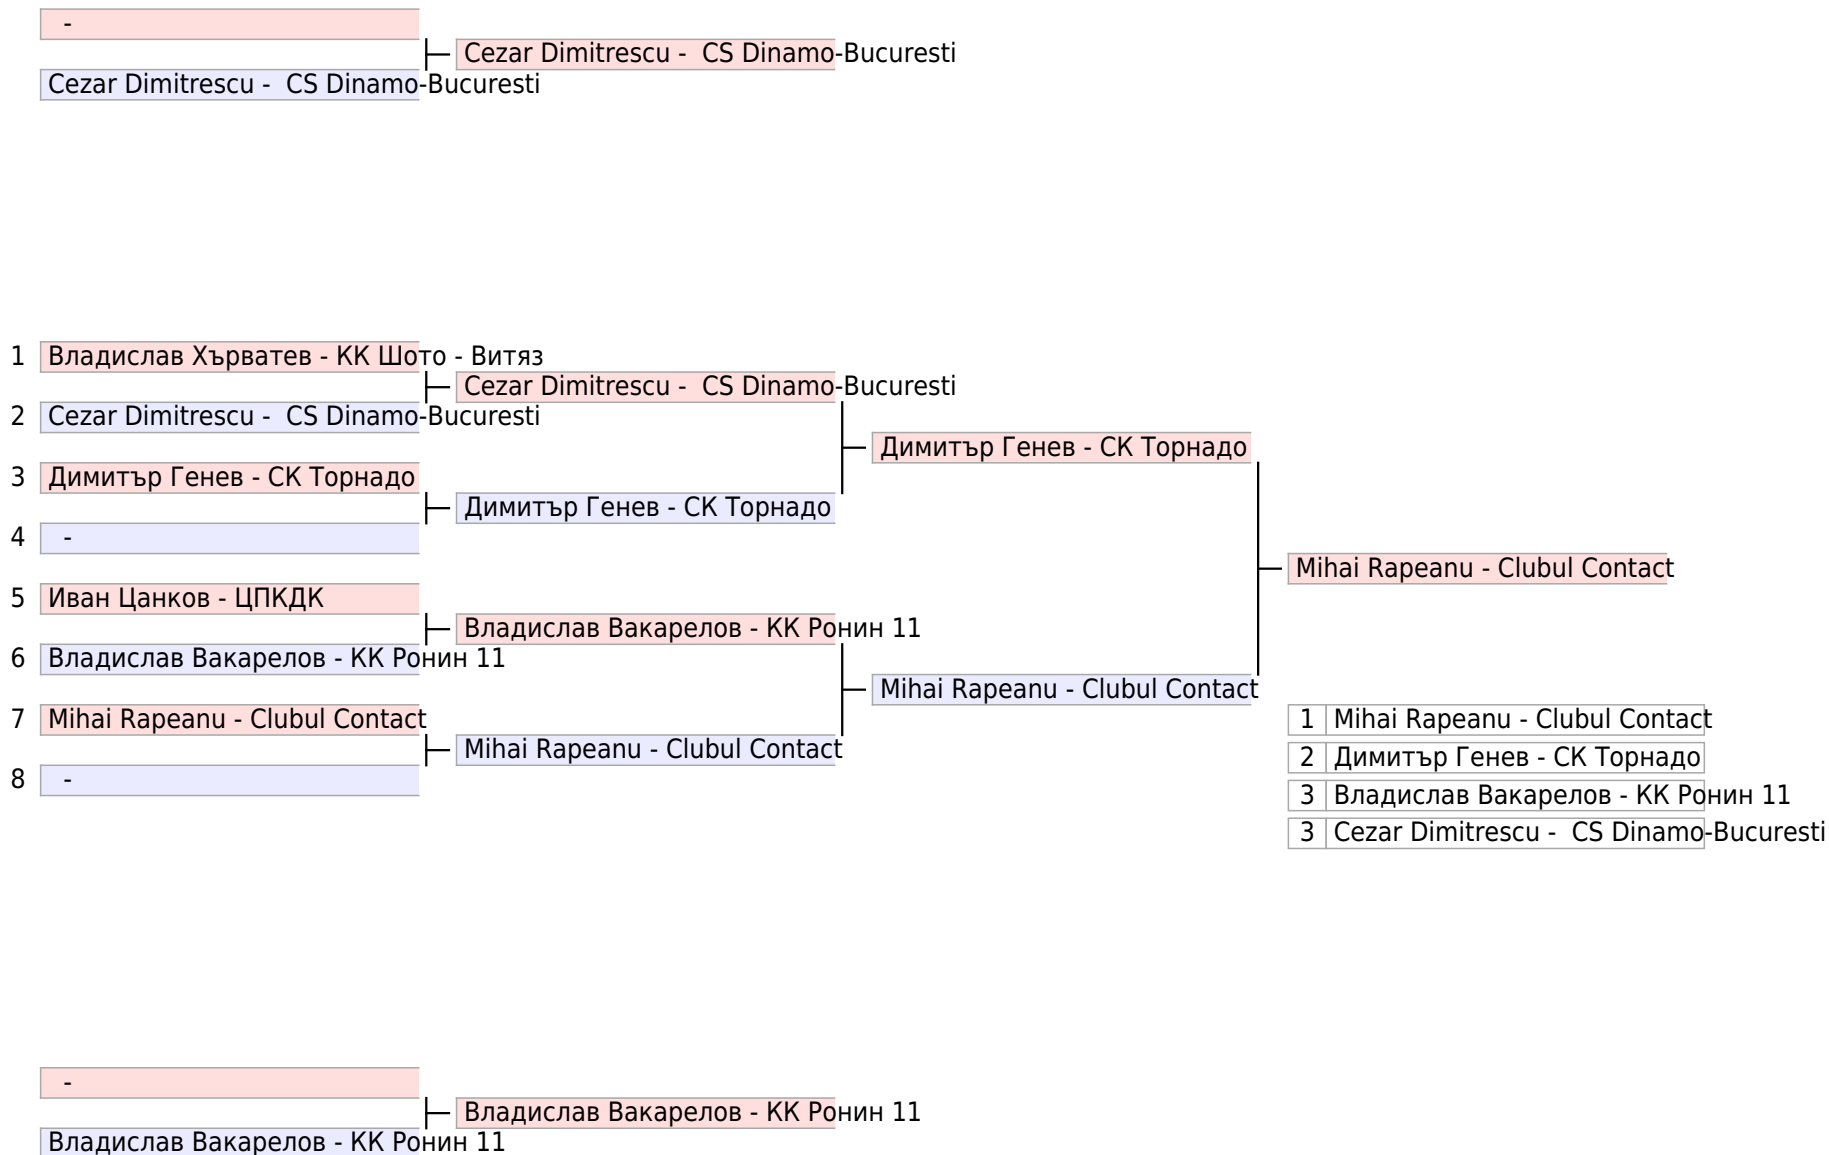 -
Cezar Dimitrescu -  CS Dinamo-Bucuresti
Cezar Dimitrescu -  CS Dinamo-Bucuresti
1 Владислав Хърватев - КК Шото - Витяз
Cezar Dimitrescu -  CS Dinamo-Bucuresti
2 Cezar Dimitrescu -  CS Dinamo-Bucuresti
Димитър Генев - СК Торнадо
3 Димитър Генев - СК Торнадо
Димитър Генев - СК Торнадо
4 -
Mihai Rapeanu - Clubul Contact
5 Иван Цанков - ЦПКДК
Владислав Вакарелов - КК Ронин 11
6 Владислав Вакарелов - КК Ронин 11
Mihai Rapeanu - Clubul Contact
7 Mihai Rapeanu - Clubul Contact
Mihai Rapeanu - Clubul Contact
8 -
1 Mihai Rapeanu - Clubul Contact
2 Димитър Генев - СК Торнадо
3 Владислав Вакарелов - КК Ронин 11
3 Cezar Dimitrescu -  CS Dinamo-Bucuresti
-
Владислав Вакарелов - КК Ронин 11
Владислав Вакарелов - КК Ронин 11